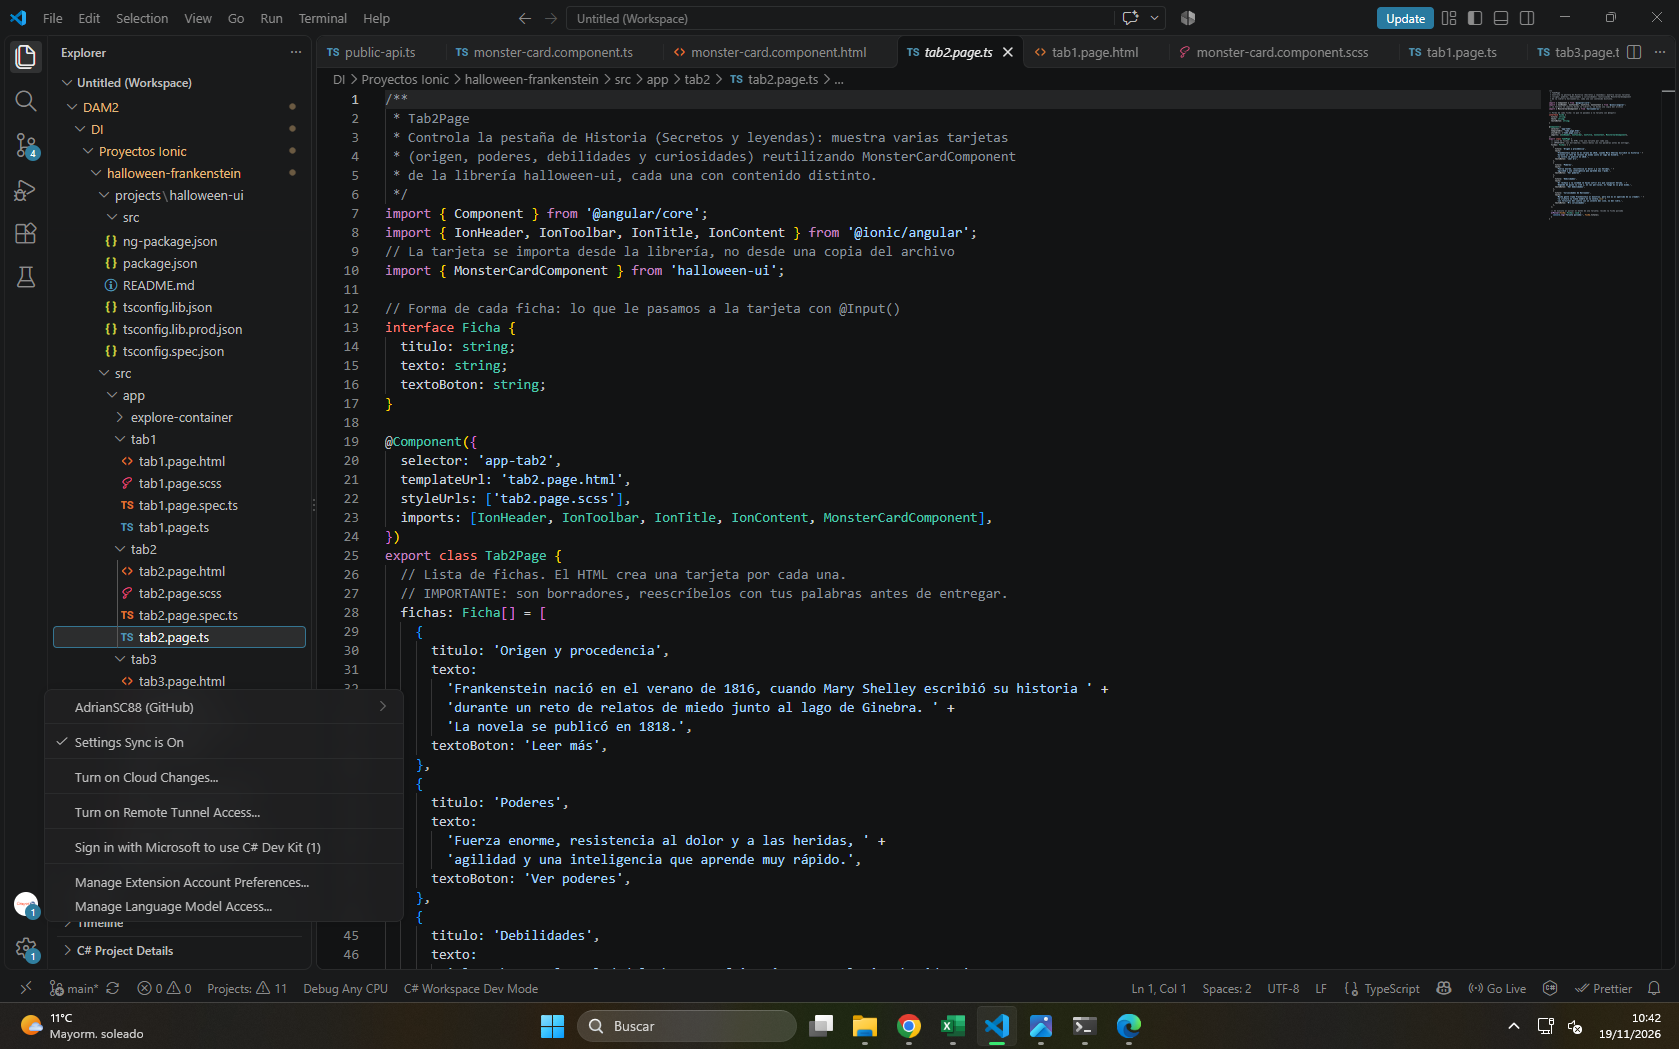 File Edit Selection View Go Run Terminal Help
Untitled (Workspace)
Update
Explorer
Untitled (Workspace)
DAM2
DI
Proyectos Ionic
halloween-frankenstein
projects\halloween-ui
src
{} ng-package.json
{} package.json
README.md
{} tsconfig.lib.json
{} tsconfig.lib.prod.json
{} tsconfig.spec.json
src
app
explore-container
tab1
<> tab1.page.html
tab1.page.scss
TS tab1.page.spec.ts
TS tab1.page.ts
tab2
<> tab2.page.html
tab2.page.scss
TS tab2.page.spec.ts
TS tab2.page.ts
tab3
<> tab3.page.html
AdrianSC88 (GitHub)
Settings Sync is On
Turn on Cloud Changes...
Turn on Remote Tunnel Access...
Sign in with Microsoft to use C# Dev Kit (1)
Manage Extension Account Preferences...
Manage Language Model Access...
Timeline
C# Project Details
4
1
1
TS public-api.ts TS monster-card.component.ts <> monster-card.component.html TS tab2.page.ts <> tab1.page.html monster-card.component.scss TS tab1.page.ts TS tab3.page.t
DI > Proyectos Ionic > halloween-frankenstein > src > app > tab2 > TS tab2.page.ts > ...
1 /**
2 * Tab2Page
3 * Controla la pestaña de Historia (Secretos y leyendas): muestra varias tarjetas
4 * (origen, poderes, debilidades y curiosidades) reutilizando MonsterCardComponent
5 * de la librería halloween-ui, cada una con contenido distinto.
6 */
7 import { Component } from '@angular/core';
8 import { IonHeader, IonToolbar, IonTitle, IonContent } from '@ionic/angular';
9 // La tarjeta se importa desde la librería, no desde una copia del archivo
10 import { MonsterCardComponent } from 'halloween-ui';
11
12 // Forma de cada ficha: lo que le pasamos a la tarjeta con @Input()
13 interface Ficha {
14 titulo: string;
15 texto: string;
16 textoBoton: string;
17 }
18
19 @Component({
20 selector: 'app-tab2',
21 templateUrl: 'tab2.page.html',
22 styleUrls: ['tab2.page.scss'],
23 imports: [IonHeader, IonToolbar, IonTitle, IonContent, MonsterCardComponent],
24 })
25 export class Tab2Page {
26 // Lista de fichas. El HTML crea una tarjeta por cada una.
27 // IMPORTANTE: son borradores, reescríbelos con tus palabras antes de entregar.
28 fichas: Ficha[] = [
29 {
30 titulo: 'Origen y procedencia',
31 texto:
'Frankenstein nació en el verano de 1816, cuando Mary Shelley escribió su historia ' +
'durante un reto de relatos de miedo junto al lago de Ginebra. ' +
'La novela se publicó en 1818.',
textoBoton: 'Leer más',
},
{
titulo: 'Poderes',
texto:
'Fuerza enorme, resistencia al dolor y a las heridas, ' +
'agilidad y una inteligencia que aprende muy rápido.',
textoBoton: 'Ver poderes',
},
{
45 titulo: 'Debilidades',
46 texto:
main* 0 0 Projects: 11 Debug Any CPU C# Workspace Dev Mode
Ln 1, Col 1 Spaces: 2 UTF-8 LF {} TypeScript Go Live Prettier
11°C
Mayorm. soleado
Buscar
10:42
19/11/2026